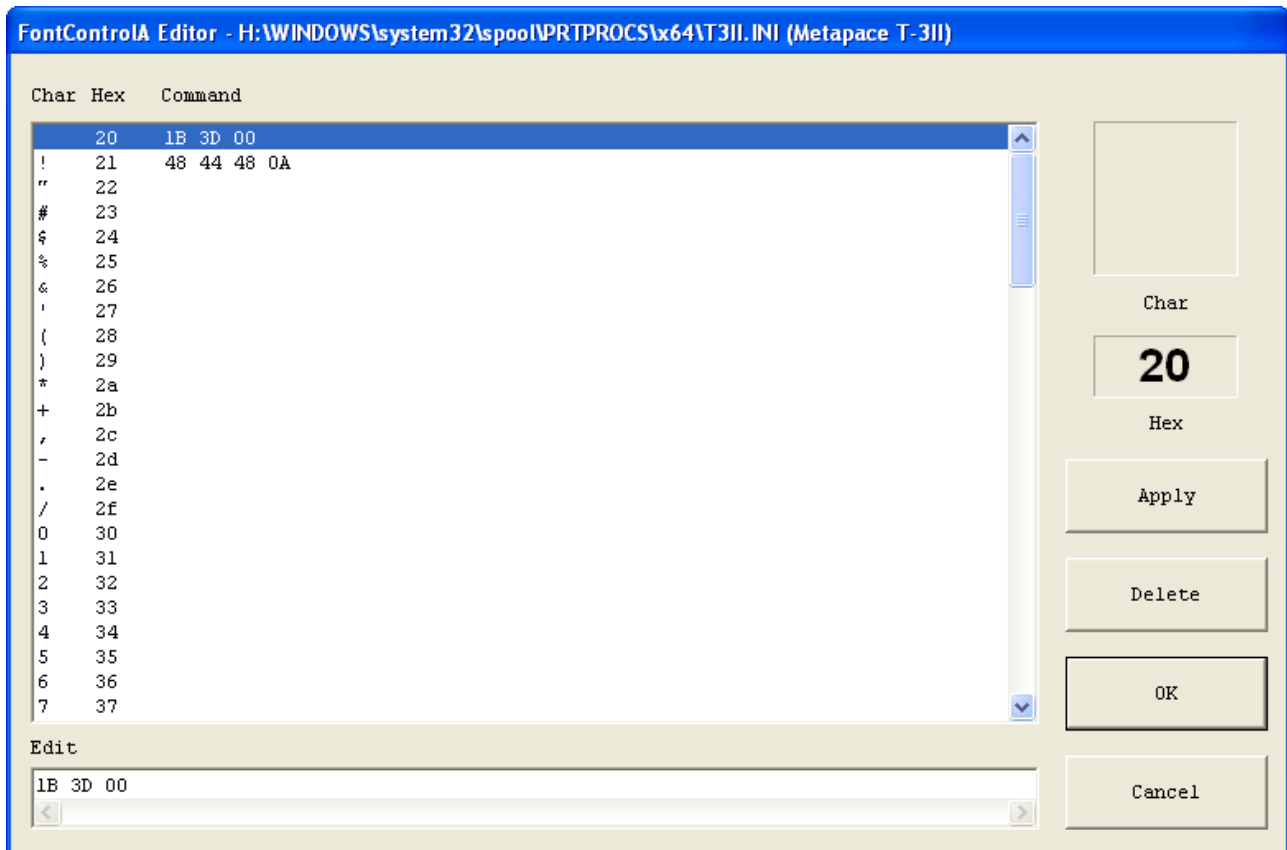 FontControlA Editor - H:\WINDOWS\system32\spool\PRTPROCS\x64\T3II.INI (Metapace T-3II)
Char Hex Command
20 1B 3D 00
! 21 48 44 48 0A
" 22
# 23
$ 24
% 25
& 26
' 27
( 28
) 29
* 2a
+ 2b
, 2c
- 2d
. 2e
/ 2f
0 30
1 31
2 32
3 33
4 34
5 35
6 36
7 37
Char
20
Hex
Apply
Delete
OK
Cancel
Edit
1B 3D 00